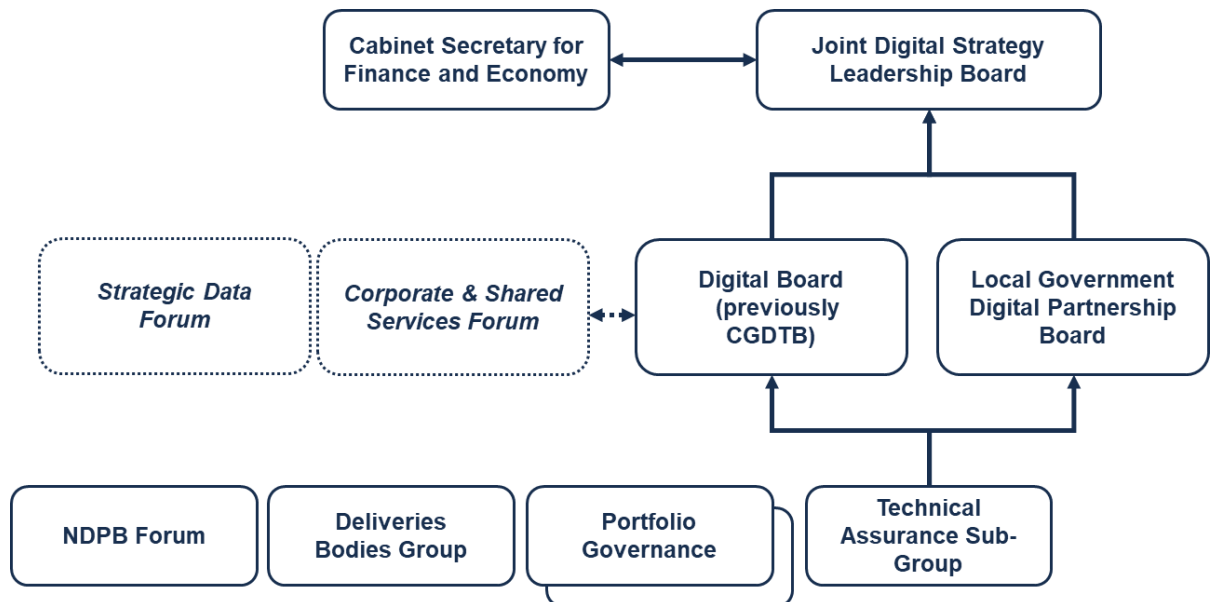 Cabinet Secretary for
Finance and Economy
Joint Digital Strategy
Leadership Board
Strategic Data
Forum
Corporate & Shared
Services Forum
Digital Board
(previously
CGDTB)
Local Government
Digital Partnership
Board
NDPB Forum
Deliveries
Bodies Group
Portfolio
Governance
Technical
Assurance Sub-
Group